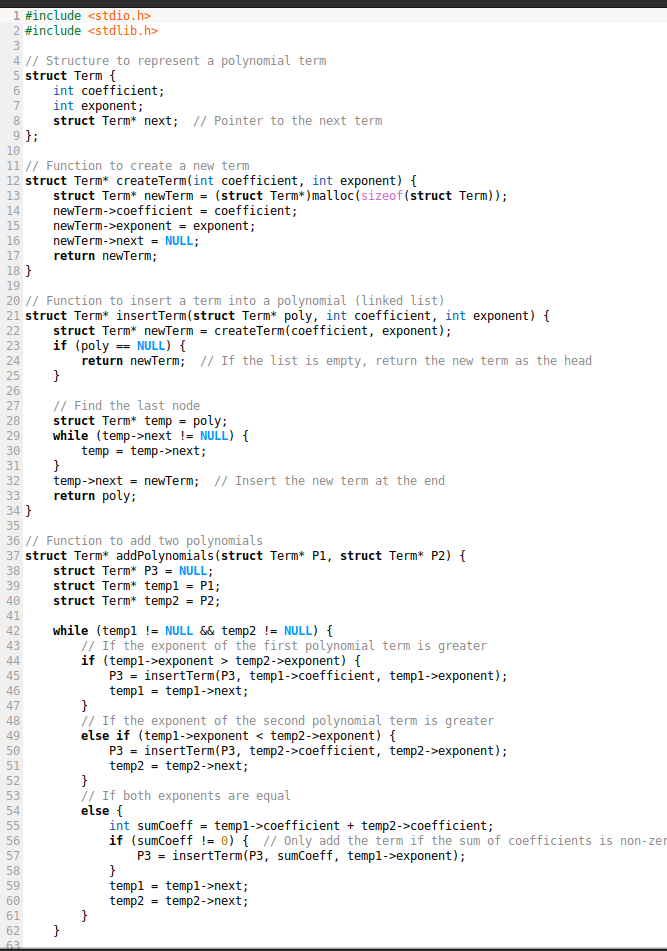 1 #include <stdio.h>
2 #include <stdlib.h>
3
4 // Structure to represent a polynomial term
5 struct Term {
6     int coefficient;
7     int exponent;
8     struct Term* next;  // Pointer to the next term
9 };
10
11 // Function to create a new term
12 struct Term* createTerm(int coefficient, int exponent) {
13     struct Term* newTerm = (struct Term*)malloc(sizeof(struct Term));
14     newTerm->coefficient = coefficient;
15     newTerm->exponent = exponent;
16     newTerm->next = NULL;
17     return newTerm;
18 }
19
20 // Function to insert a term into a polynomial (linked list)
21 struct Term* insertTerm(struct Term* poly, int coefficient, int exponent) {
22     struct Term* newTerm = createTerm(coefficient, exponent);
23     if (poly == NULL) {
24         return newTerm;  // If the list is empty, return the new term as the head
25     }
26
27     // Find the last node
28     struct Term* temp = poly;
29     while (temp->next != NULL) {
30         temp = temp->next;
31     }
32     temp->next = newTerm;  // Insert the new term at the end
33     return poly;
34 }
35
36 // Function to add two polynomials
37 struct Term* addPolynomials(struct Term* P1, struct Term* P2) {
38     struct Term* P3 = NULL;
39     struct Term* temp1 = P1;
40     struct Term* temp2 = P2;
41
42     while (temp1 != NULL && temp2 != NULL) {
43         // If the exponent of the first polynomial term is greater
44         if (temp1->exponent > temp2->exponent) {
45             P3 = insertTerm(P3, temp1->coefficient, temp1->exponent);
46             temp1 = temp1->next;
47         }
48         // If the exponent of the second polynomial term is greater
49         else if (temp1->exponent < temp2->exponent) {
50             P3 = insertTerm(P3, temp2->coefficient, temp2->exponent);
51             temp2 = temp2->next;
52         }
53         // If both exponents are equal
54         else {
55             int sumCoeff = temp1->coefficient + temp2->coefficient;
56             if (sumCoeff != 0) {  // Only add the term if the sum of coefficients is non-zer
57                 P3 = insertTerm(P3, sumCoeff, temp1->exponent);
58             }
59             temp1 = temp1->next;
60             temp2 = temp2->next;
61         }
62     }
63